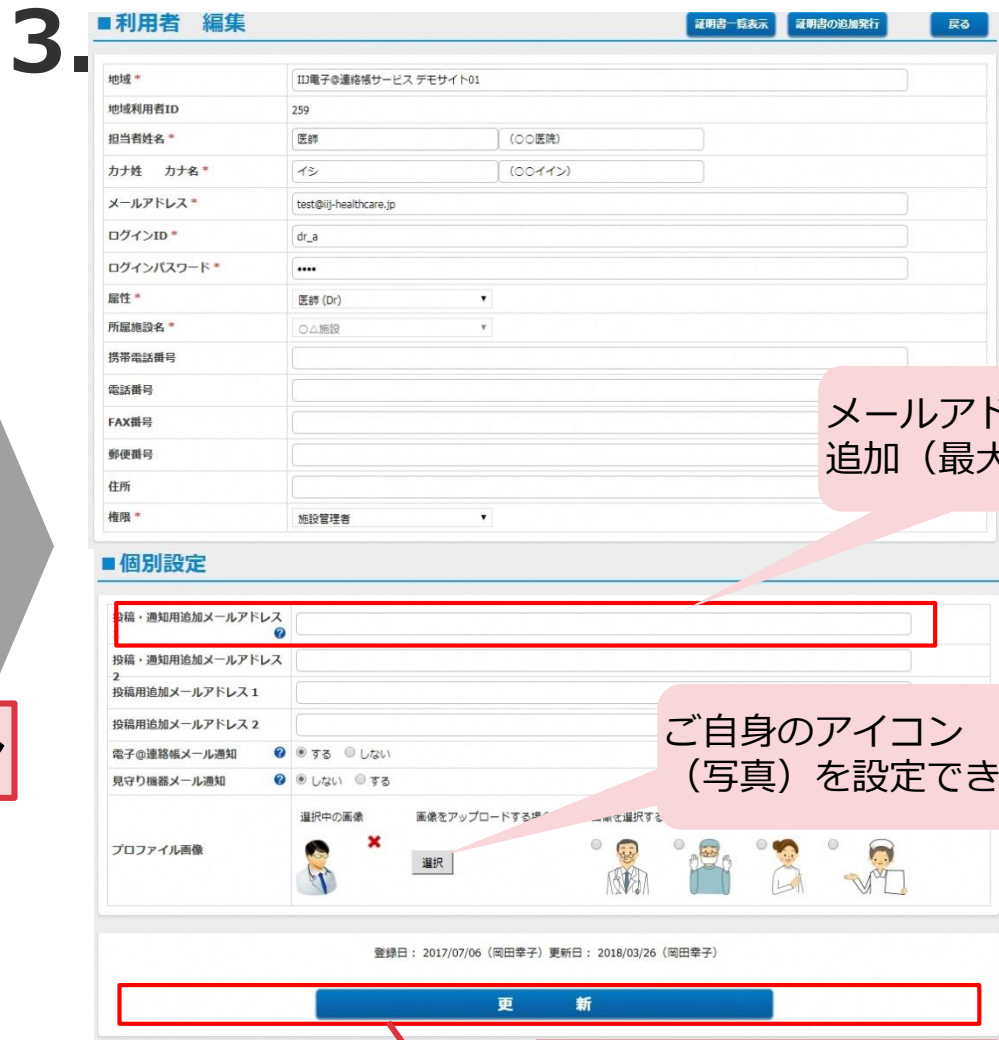 3.
■利用者　編集
証明書一覧表示
証明書の追加発行
戻る
地域 * IIJ電子@連絡帳サービス デモサイト01
地域利用者ID 259
担当者姓名 * 医師 (○○医院)
カナ姓　カナ名 * イシ (○○イイン)
メールアドレス * test@iij-healthcare.jp
ログインID * dr_a
ログインパスワード * ••••
属性 * 医師 (Dr)
所属施設名 * ○△施設
携帯電話番号
電話番号
FAX番号
郵便番号
住所
権限 * 施設管理者
メールアド
追加（最大
■個別設定
投稿・通知用追加メールアドレス
投稿・通知用追加メールアドレス
2
投稿用追加メールアドレス 1
投稿用追加メールアドレス 2
電子@連絡帳メール通知 する しない
見守り機器メール通知 しない する
ご自身のアイコン
（写真）を設定でき
プロファイル画像
選択中の画像
画像をアップロードする場合
画像を選択する
選択
登録日： 2017/07/06（岡田幸子）更新日： 2018/03/26（岡田幸子）
更　新